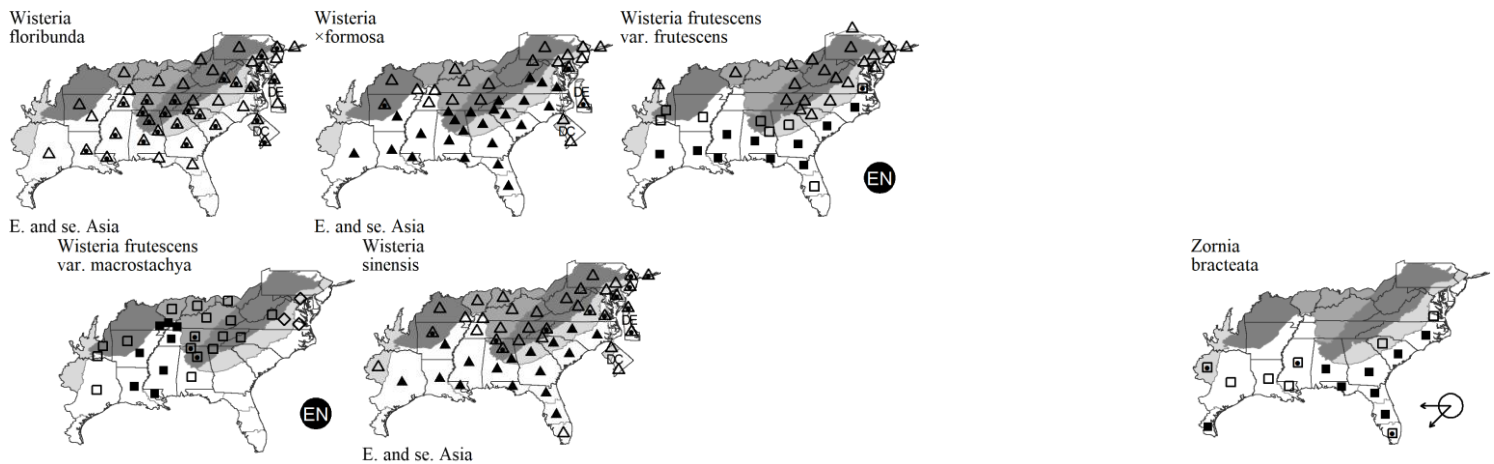 Wisteria
floribunda
DE
DC
E. and se. Asia
Wisteria
×formosa
DE
DC
E. and se. Asia
Wisteria frutescens
var. frutescens
EN
Wisteria frutescens
var. macrostachya
EN
Wisteria
sinensis
DE
DC
E. and se. Asia
Zornia
bracteata